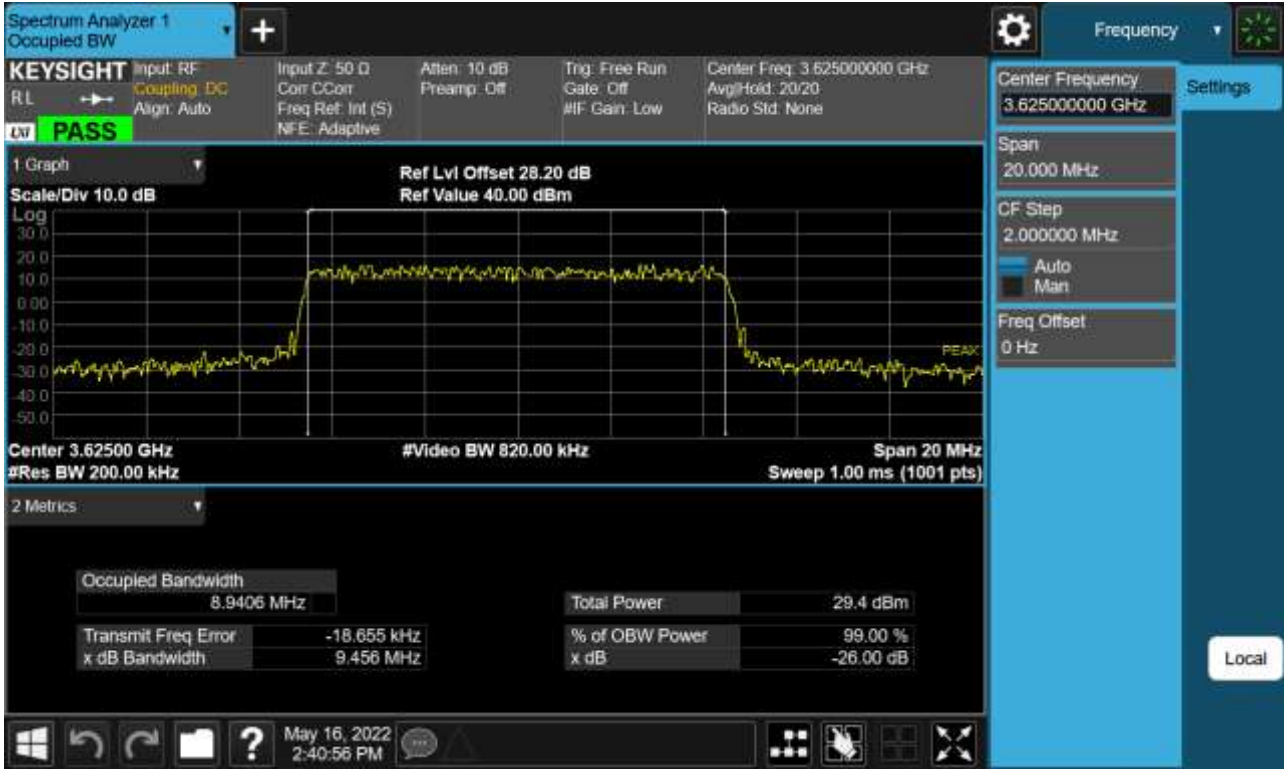 Spectrum Analyzer 1
Occupied BW
+
Frequency
KEYSIGHT
RL
LXI PASS
Input: RF
Coupling: DC
Align: Auto
Input Z: 50 Ω
Corr CCorr
Freq Ref: Int (S)
NFE: Adaptive
Atten: 10 dB
Preamp: Off
Trig: Free Run
Gate: Off
#IF Gain: Low
Center Freq: 3.625000000 GHz
Avg|Hold: 20/20
Radio Std: None
Center Frequency
3.625000000 GHz
Settings
Span
20.000 MHz
CF Step
2.000000 MHz
Auto
Man
Freq Offset
0 Hz
Local
1 Graph
Scale/Div 10.0 dB
Ref Lvl Offset 28.20 dB
Ref Value 40.00 dBm
Log
30.0
20.0
10.0
0.00
-10.0
-20.0
-30.0
-40.0
-50.0
PEAK
Center 3.62500 GHz
#Video BW 820.00 kHz
Span 20 MHz
#Res BW 200.00 kHz
Sweep 1.00 ms (1001 pts)
2 Metrics
Occupied Bandwidth
8.9406 MHz
Total Power 29.4 dBm
Transmit Freq Error -18.655 kHz
% of OBW Power 99.00 %
x dB Bandwidth 9.456 MHz
x dB -26.00 dB
?
May 16, 2022
2:40:56 PM